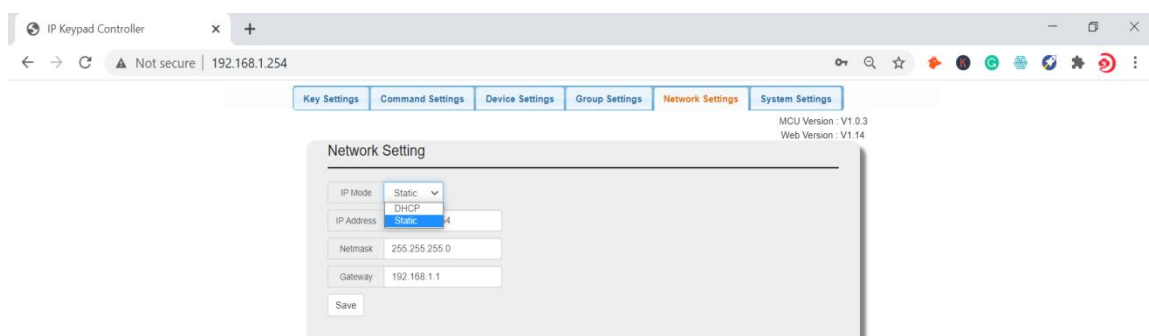 IP Keypad Controller
Not secure | 192.168.1.254
Key Settings Command Settings Device Settings Group Settings Network Settings System Settings
MCU Version : V1.0.3
Web Version : V1.14
Network Setting
IP Mode Static
DHCP
IP Address Static 54
Netmask 255.255.255.0
Gateway 192.168.1.1
Save